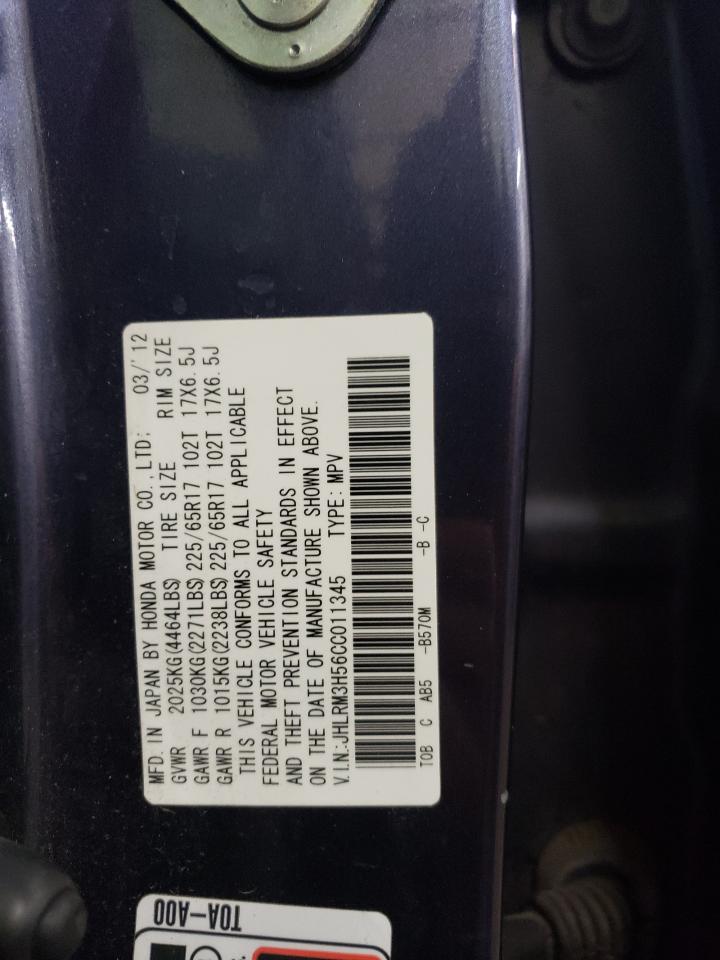 MFD. IN JAPAN BY HONDA MOTOR CO.,LTD: 03/'12
GVWR 2025KG(4464LBS) TIRE SIZE RIM SIZE
GAWR F 1030KG(2271LBS) 225/65R17 102T 17X6.5J
GAWR R 1015KG(2238LBS) 225/65R17 102T 17X6.5J
THIS VEHICLE CONFORMS TO ALL APPLICABLE
FEDERAL MOTOR VEHICLE SAFETY
AND THEFT PREVENTION STANDARDS IN EFFECT
ON THE DATE OF MANUFACTURE SHOWN ABOVE.
V.I.N.:JHLRM3H56CC011345 TYPE: MPV
T0B C AB5 -B570M -B -C
T0A-A00